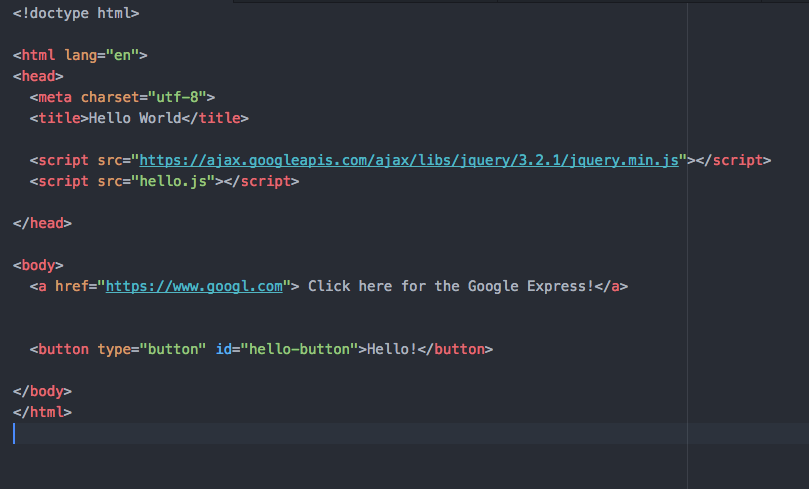 <!doctype html>
<html lang="en">
<head>
<meta charset="utf-8">
<title>Hello World</title>
<script src="https://ajax.googleapis.com/ajax/libs/jquery/3.2.1/jquery.min.js"></script>
<script src="hello.js"></script>
</head>
<body>
<a href="https://www.googl.com"> Click here for the Google Express!</a>
<button type="button" id="hello-button">Hello!</button>
</body>
</html>